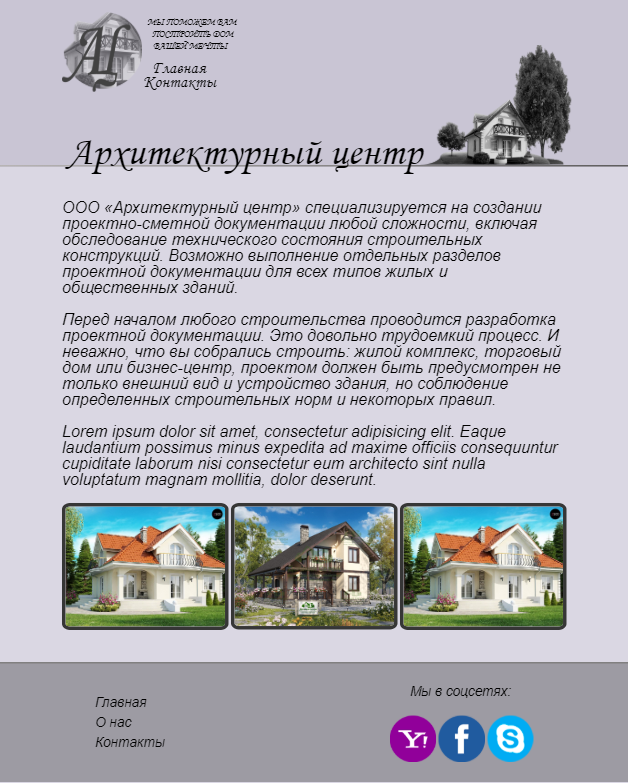 АЦ
МЫ ПОМОЖЕМ ВАМ
ПОСТРОИТЬ ДОМ
ВАШЕЙ МЕЧТЫ
Главная
Контакты
Архитектурный центр
ООО «Архитектурный центр» специализируется на создании
проектно-сметной документации любой сложности, включая
обследование технического состояния строительных
конструкций. Возможно выполнение отдельных разделов
проектной документации для всех типов жилых и
общественных зданий.
Перед началом любого строительства проводится разработка
проектной документации. Это довольно трудоемкий процесс. И
неважно, что вы собрались строить: жилой комплекс, торговый
дом или бизнес-центр, проектом должен быть предусмотрен не
только внешний вид и устройство здания, но соблюдение
определенных строительных норм и некоторых правил.
Lorem ipsum dolor sit amet, consectetur adipisicing elit. Eaque
laudantium possimus minus expedita ad maxime officiis consequuntur
cupiditate laborum nisi consectetur eum architecto sint nulla
voluptatum magnam mollitia, dolor deserunt.
Главная
О нас
Контакты
Мы в соцсетях:
Y! f S